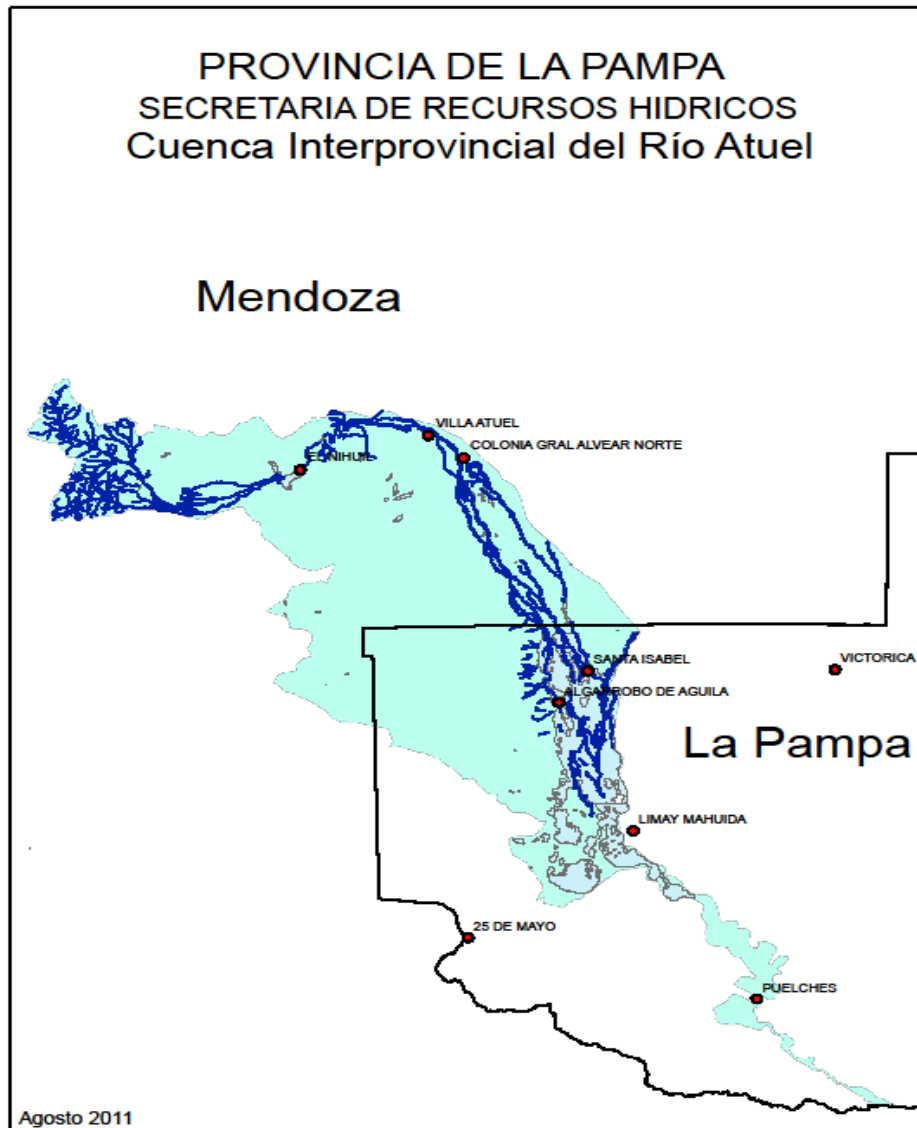 PROVINCIA DE LA PAMPA
SECRETARIA DE RECURSOS HIDRICOS
Cuenca Interprovincial del Río Atuel
Mendoza
VILLA ATUEL
COLONIA GRAL ALVEAR NORTE
EL NIHUIL
SANTA ISABEL
VICTORICA
ALGARROBO DE AGUILA
La Pampa
LIMAY MAHUIDA
25 DE MAYO
PUELCHES
Agosto 2011